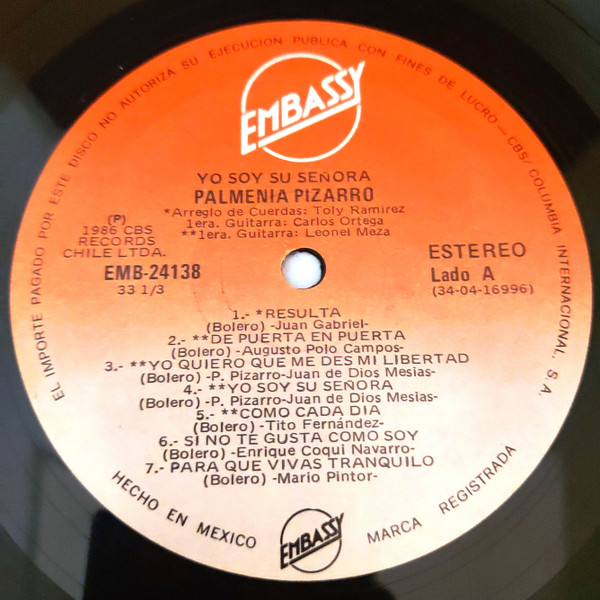 EL IMPORTE PAGADO POR ESTE DISCO NO AUTORIZA SU EJECUCION PUBLICA CON FINES DE LUCRO — CBS/COLUMBIA INTERNACIONAL, S.A.
EMBASSY
YO SOY SU SEÑORA
PALMENIA PIZARRO
*Arreglo de Cuerdas: Toly Ramirez
1era. Guitarra: Carlos Ortega
**1era. Guitarra: Leonel Meza
(P)
1986 CBS
RECORDS
CHILE LTDA.
EMB-24138
33 1/3
ESTEREO
Lado A
(34-04-16996)
1.- *RESULTA
(Bolero) -Juan Gabriel-
2.- **DE PUERTA EN PUERTA
(Bolero) -Augusto Polo Campos-
3.- **YO QUIERO QUE ME DES MI LIBERTAD
(Bolero) -P. Pizarro-Juan de Dios Mesias-
4.- **YO SOY SU SEÑORA
(Bolero) -P. Pizarro-Juan de Dios Mesias-
5.- **COMO CADA DIA
(Bolero) -Tito Fernández-
6.- SI NO TE GUSTA COMO SOY
(Bolero) -Enrique Coqui Navarro-
7.- PARA QUE VIVAS TRANQUILO
(Bolero) -Mario Pintor-
HECHO EN MEXICO
EMBASSY
MARCA REGISTRADA